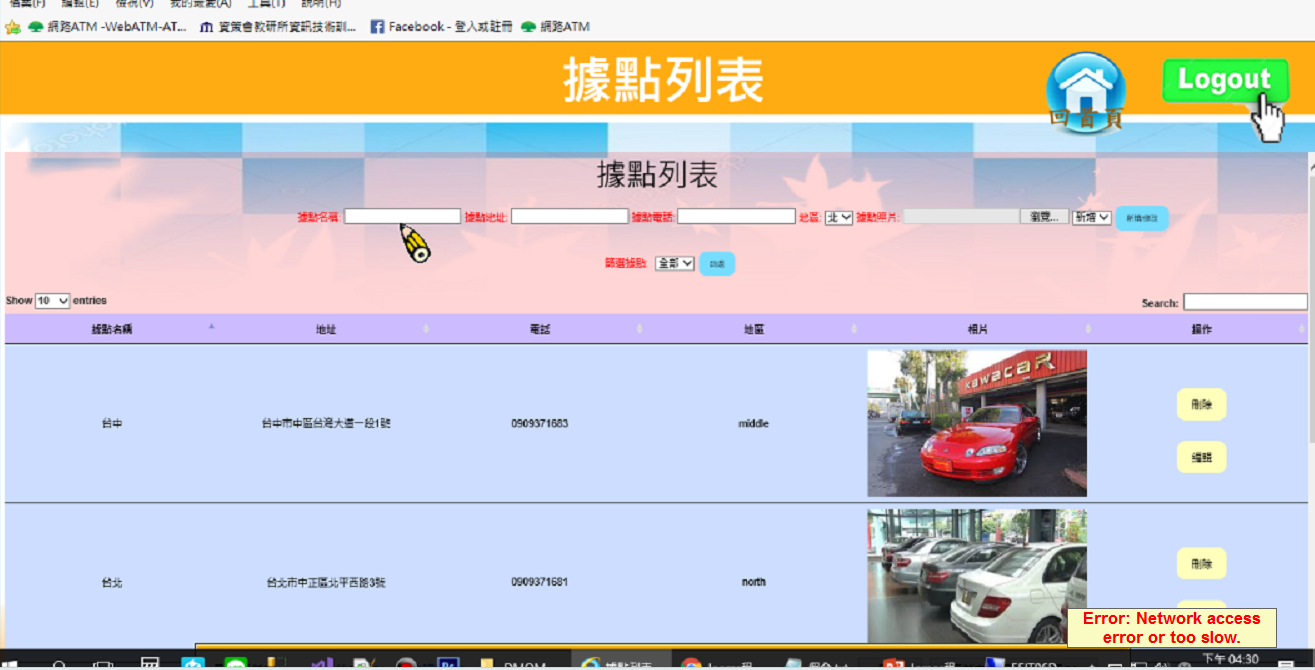 檔案(F) 編輯(E) 檢視(V) 我的最愛(A) 工具(T) 說明(H)
網路ATM -WebATM-AT... 資策會教研所資訊技術訓... Facebook - 登入或註冊 網路ATM
據點列表
回首頁
Logout
據點列表
據點名稱: 據點地址: 據點電話: 地區: 北 據點照片: 瀏覽... 新增 新增修改
篩選據點: 全部
Show 10 entries
Search:
據點名稱 地址 電話 地區 相片 操作
台中 台中市中區台灣大道一段1號 0909371683 middle
KAWACAR
刪除
編輯
台北 台北市中正區北平西路3號 0909371681 north
刪除
Error: Network access
error or too slow.
據點列表
下午 04:30